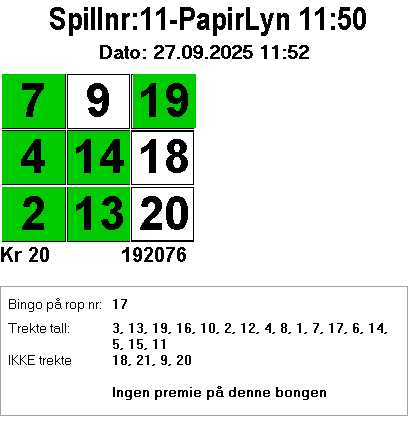 Spillnr:11-PapirLyn 11:50
Dato: 27.09.2025 11:52
7 9 19
4 14 18
2 13 20
Kr 20 192076
Bingo på rop nr: 17
Trekte tall: 3, 13, 19, 16, 10, 2, 12, 4, 8, 1, 7, 17, 6, 14,
5, 15, 11
IKKE trekte 18, 21, 9, 20
Ingen premie på denne bongen